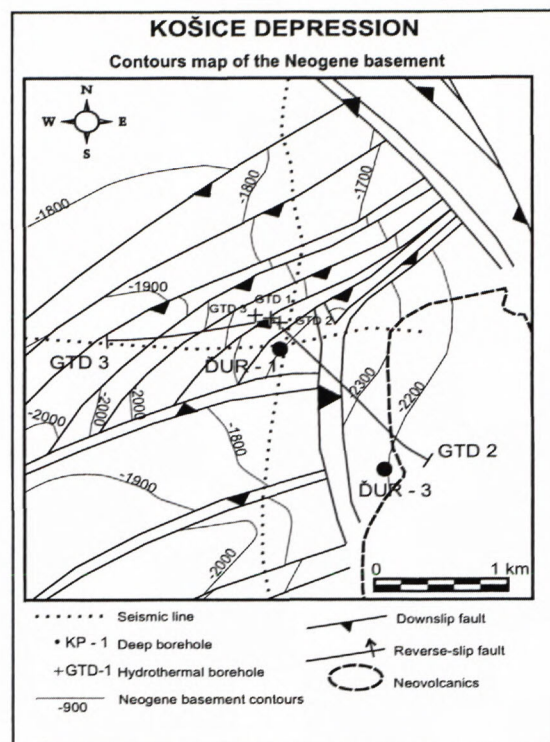 KOŠICE DEPRESSION
Contours map of the Neogene basement
N
W E
S
-1800
-1700
-1800
-1900
GTD 1
GTD 3
GTD 2
GTD 3
ĎUR - 1
-2300
-2200
-2000
-2000
-2000
-1800
GTD 2
ĎUR - 3
-1900
-2000
0 1 km
Seismic line
KP - 1 Deep borehole
+GTD-1 Hydrothermal borehole
-900 Neogene basement contours
Downslip fault
Reverse-slip fault
Neovolcanics